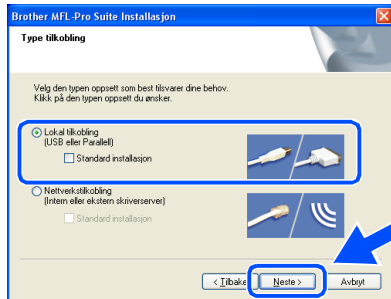 Brother MFL-Pro Suite Installasjon
Type tilkobling
Velg den typen oppsett som best tilsvarer dine behov.
Klikk på den typen oppsett du ønsker.
Lokal tilkobling
(USB eller Parallell)
Standard installasjon
Nettverkstilkobling
(Intern eller ekstern skriverserver)
Standard installasjon
< Tilbake
Neste >
Avbryt